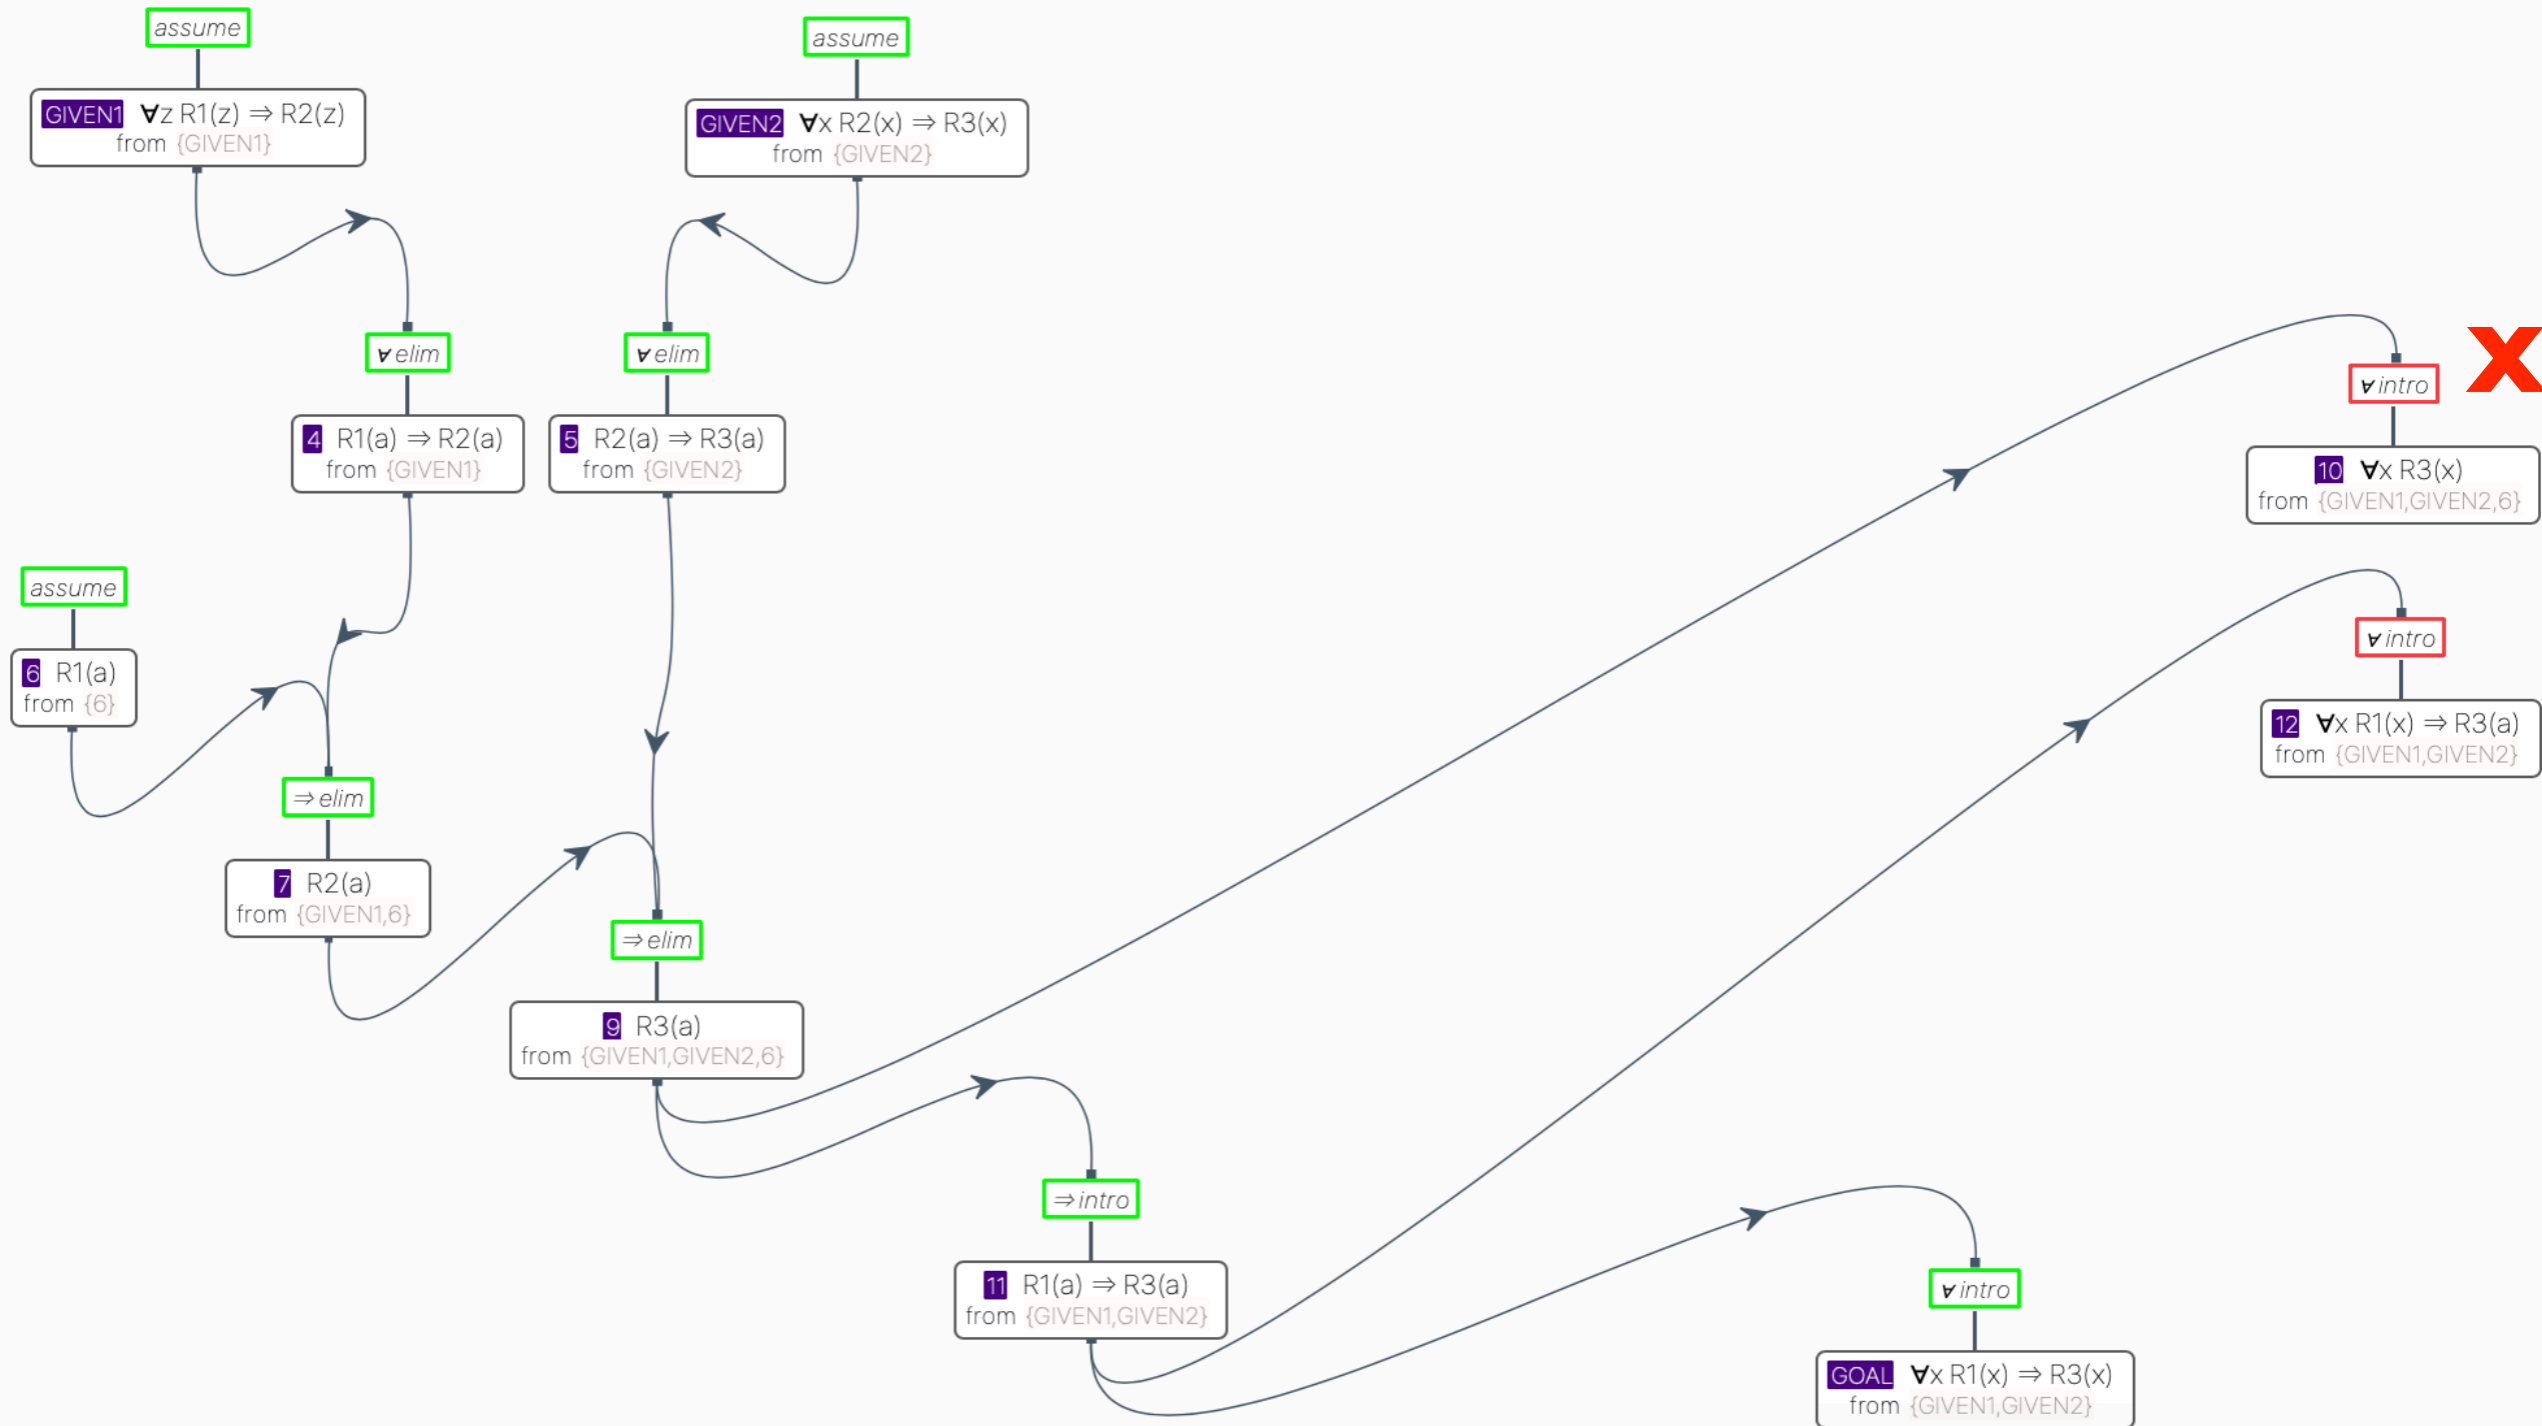 assume
assume
GIVEN1 ∀z R1(z) ⇒ R2(z)
from {GIVEN1}
GIVEN2 ∀x R2(x) ⇒ R3(x)
from {GIVEN2}
∀ elim
∀ elim
∀ intro
X
4 R1(a) ⇒ R2(a)
from {GIVEN1}
5 R2(a) ⇒ R3(a)
from {GIVEN2}
10 ∀x R3(x)
from {GIVEN1,GIVEN2,6}
assume
∀ intro
6 R1(a)
from {6}
12 ∀x R1(x) ⇒ R3(a)
from {GIVEN1,GIVEN2}
⇒ elim
7 R2(a)
from {GIVEN1,6}
⇒ elim
9 R3(a)
from {GIVEN1,GIVEN2,6}
⇒ intro
11 R1(a) ⇒ R3(a)
from {GIVEN1,GIVEN2}
∀ intro
GOAL ∀x R1(x) ⇒ R3(x)
from {GIVEN1,GIVEN2}